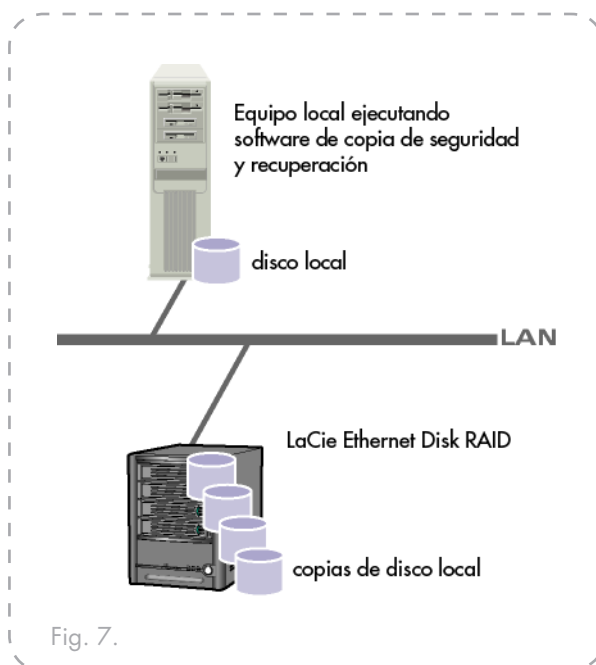 Equipo local ejecutando
software de copia de seguridad
y recuperación
disco local
LAN
LaCie Ethernet Disk RAID
copias de disco local
Fig. 7.